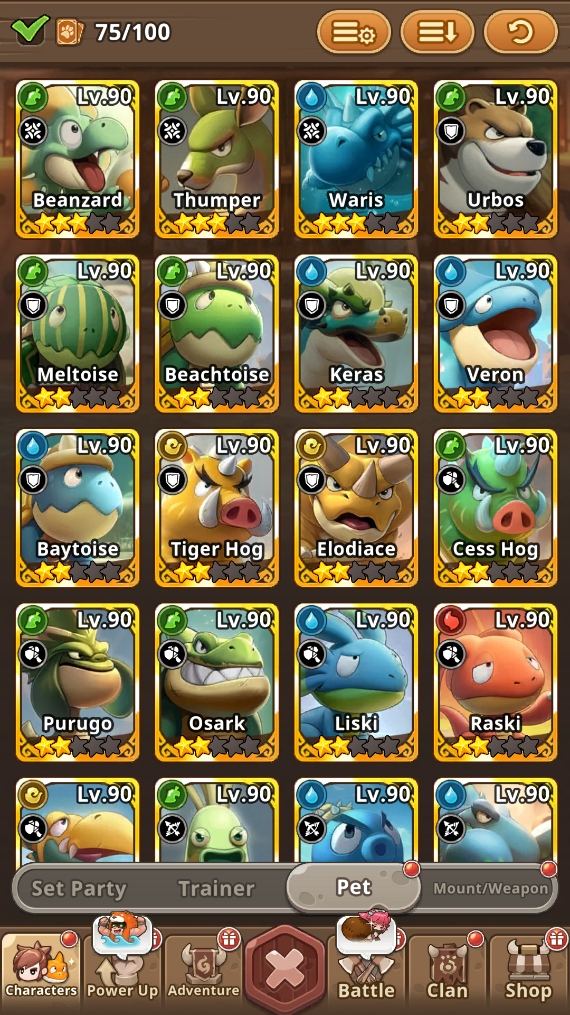 75/100
Lv.90 Lv.90 Lv.90 Lv.90
Beanzard Thumper Waris Urbos
Lv.90 Lv.90 Lv.90 Lv.90
Meltoise Beachtoise Keras Veron
Lv.90 Lv.90 Lv.90 Lv.90
Baytoise Tiger Hog Elodiace Cess Hog
Lv.90 Lv.90 Lv.90 Lv.90
Purugo Osark Liski Raski
Lv.90 Lv.90 Lv.90 Lv.90
Set Party Trainer Pet Mount/Weapon
Characters Power Up Adventure Battle Clan Shop